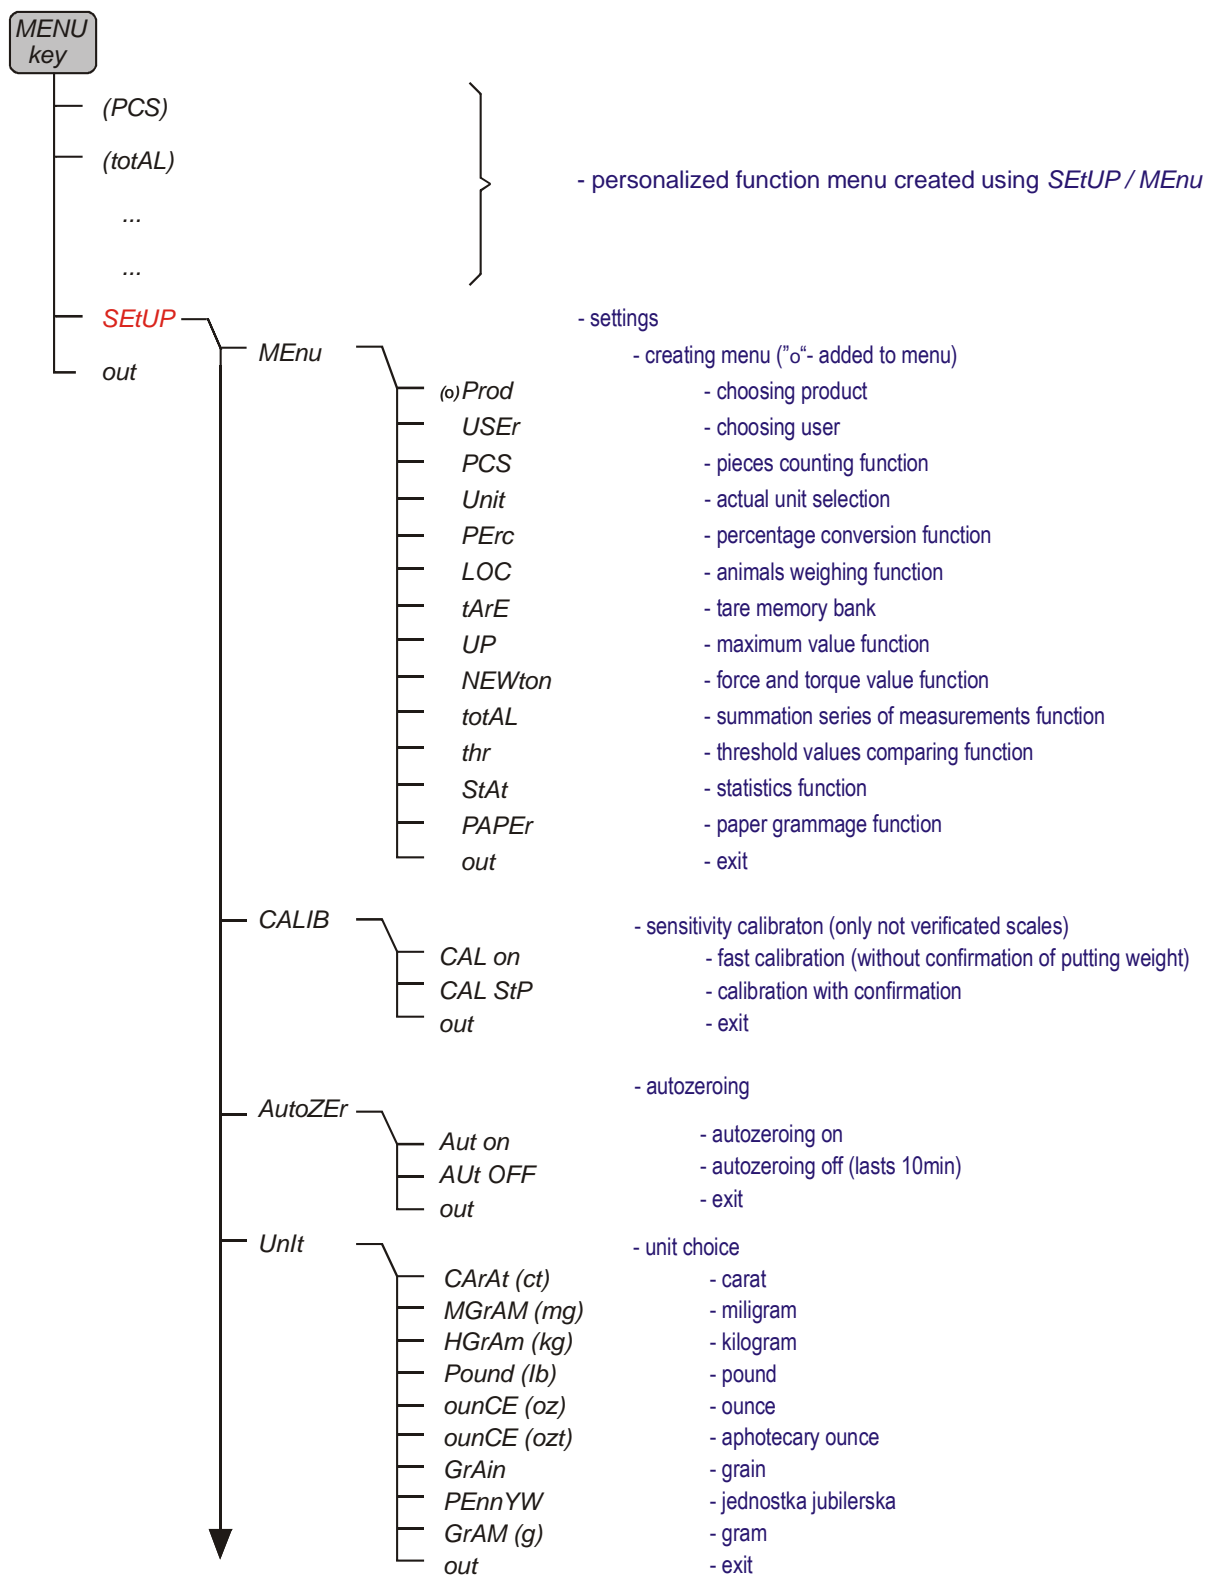 MENU
key
(PCS)
(totAL)
- personalized function menu created using SEtUP / MEnu
...
...
SEtUP - settings
MEnu - creating menu ("o“- added to menu)
out
(o) Prod - choosing product
USEr - choosing user
PCS - pieces counting function
Unit - actual unit selection
PErc - percentage conversion function
LOC - animals weighing function
tArE - tare memory bank
UP - maximum value function
NEWton - force and torque value function
totAL - summation series of measurements function
thr - threshold values comparing function
StAt - statistics function
PAPEr - paper grammage function
out - exit
CALIB - sensitivity calibraton (only not verificated scales)
CAL on - fast calibration (without confirmation of putting weight)
CAL StP - calibration with confirmation
out - exit
AutoZEr - autozeroing
Aut on - autozeroing on
AUt OFF - autozeroing off (lasts 10min)
out - exit
UnIt - unit choice
CArAt (ct) - carat
MGrAM (mg) - miligram
HGrAm (kg) - kilogram
Pound (lb) - pound
ounCE (oz) - ounce
ounCE (ozt) - aphotecary ounce
GrAin - grain
PEnnYW - jednostka jubilerska
GrAM (g) - gram
out - exit